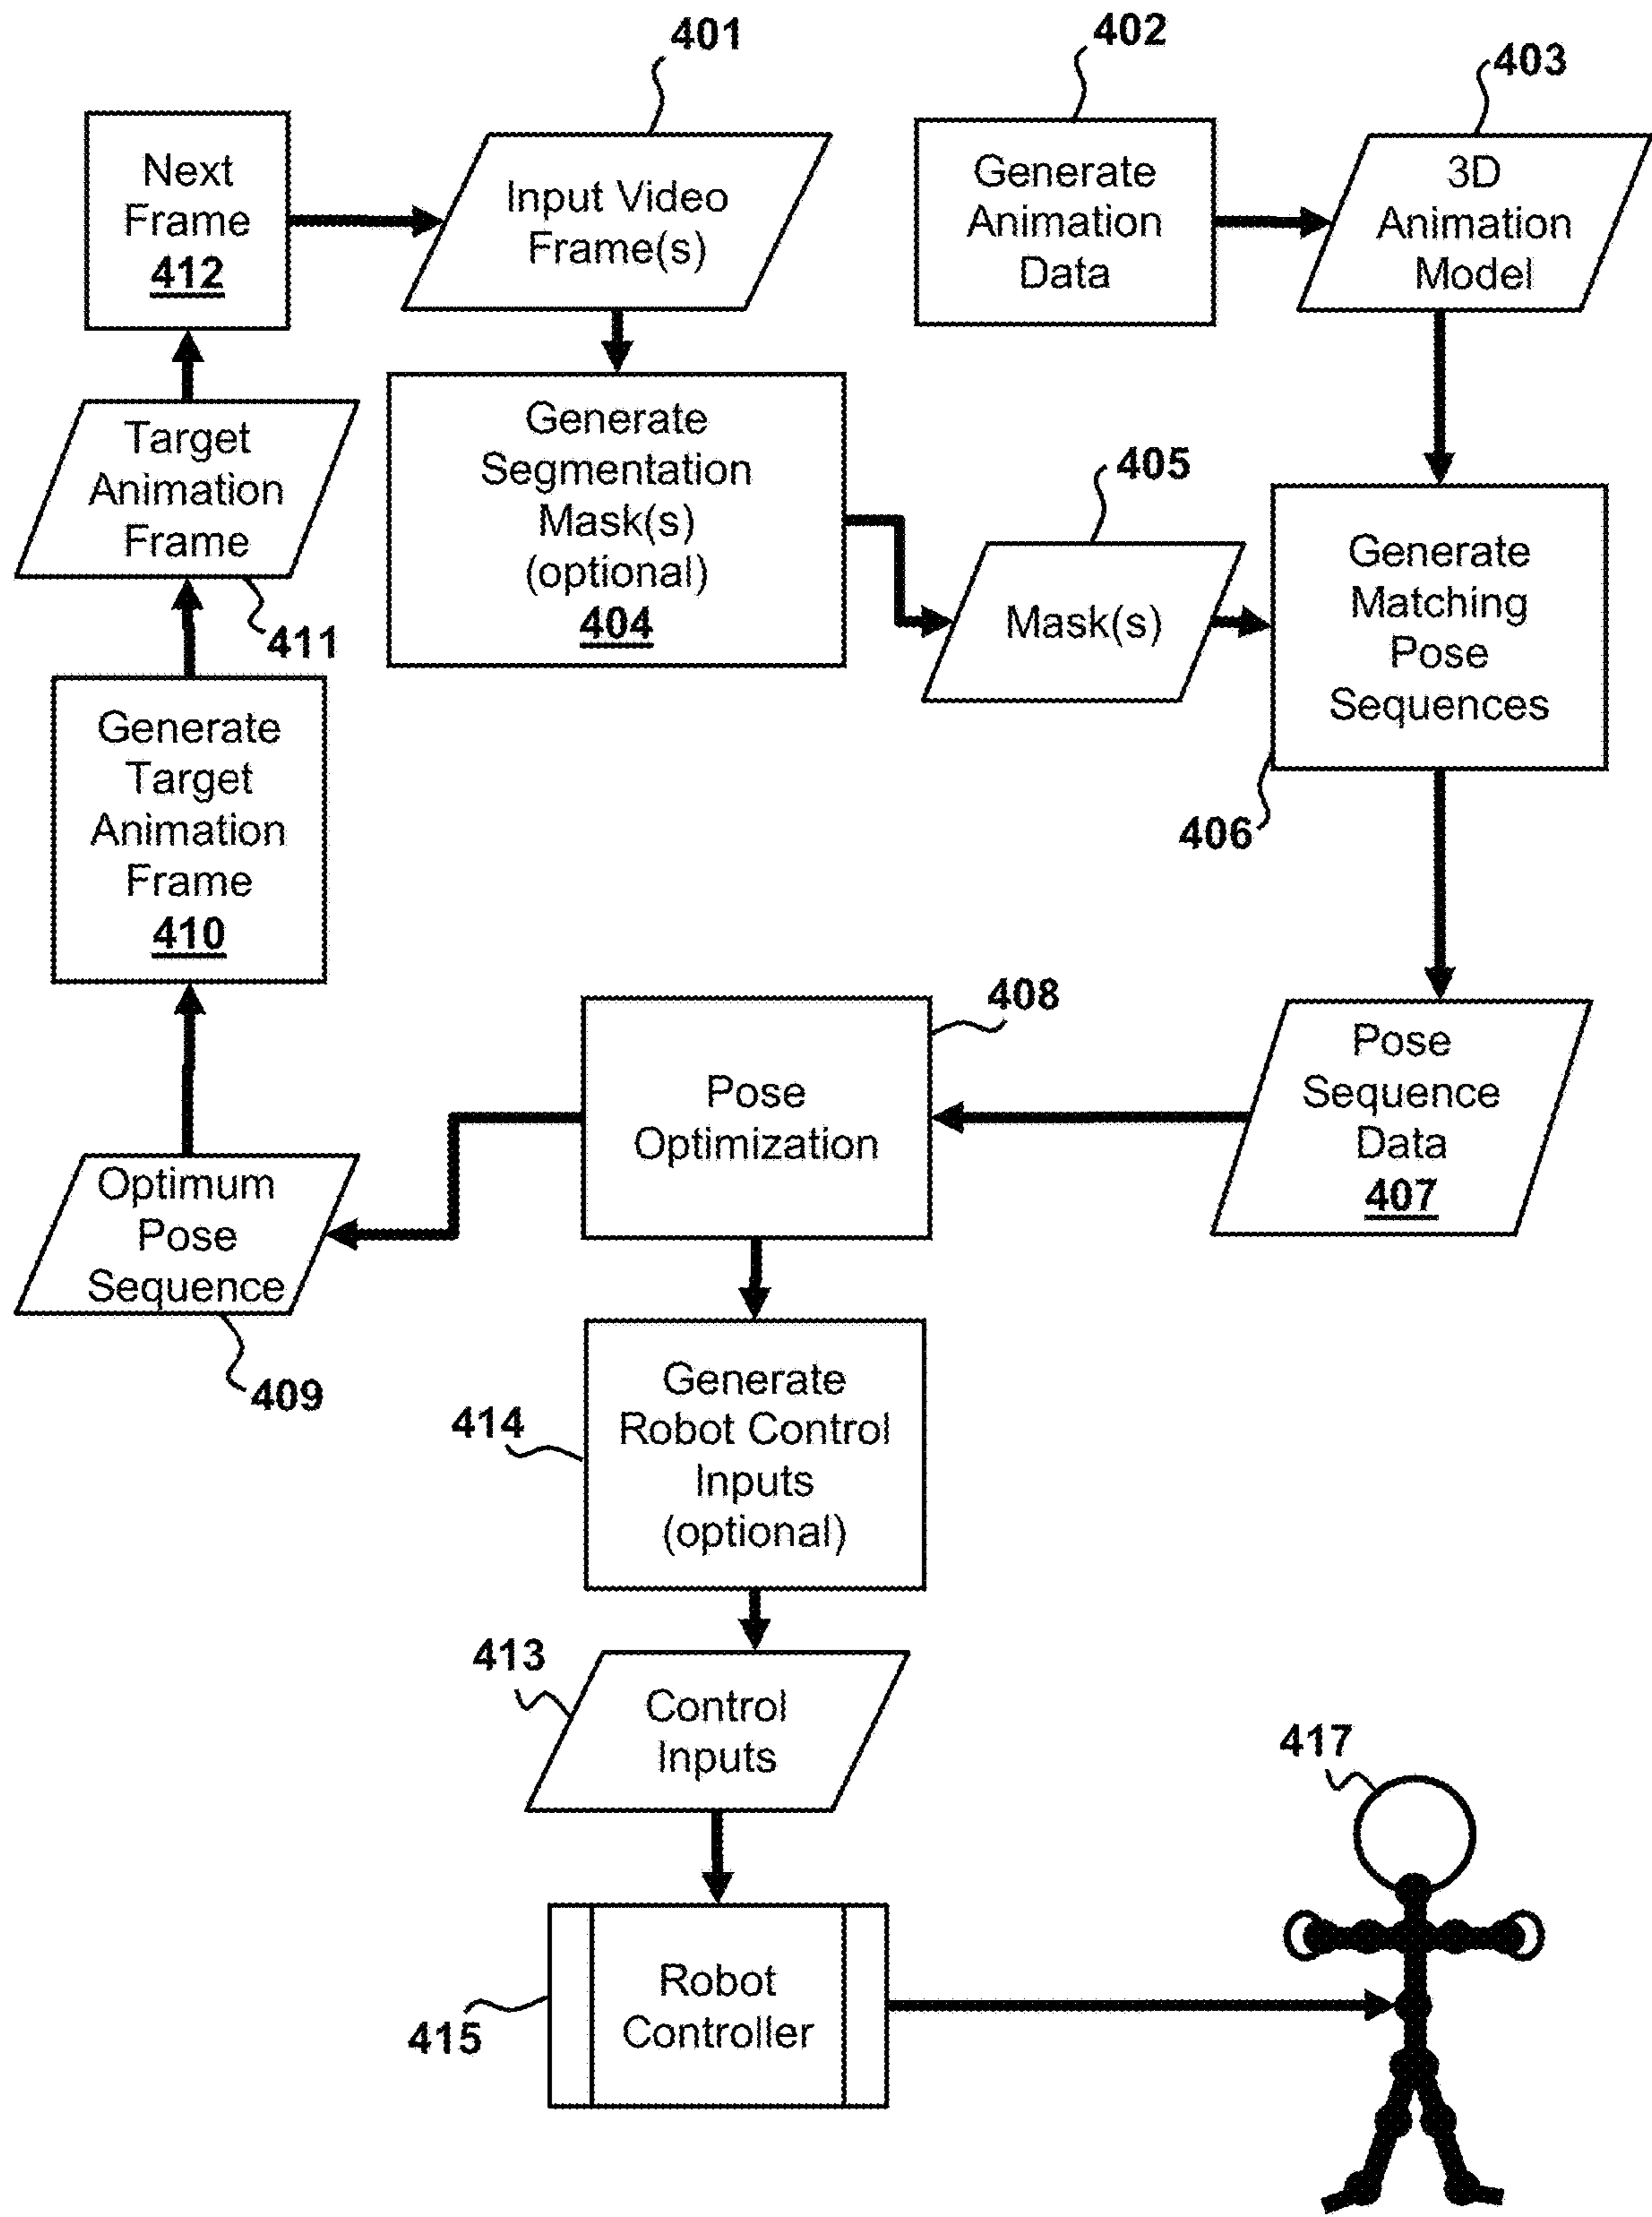 401
402
403
Next
Frame
412
Input Video
Frame(s)
Generate
Animation
Data
3D
Animation
Model
Target
Animation
Frame
411
Generate
Segmentation
Mask(s)
(optional)
404
405
Mask(s)
Generate
Matching
Pose
Sequences
406
Generate
Target
Animation
Frame
410
408
Pose
Optimization
Pose
Sequence
Data
407
Optimum
Pose
Sequence
409
414
Generate
Robot Control
Inputs
(optional)
413
Control
Inputs
417
415
Robot
Controller